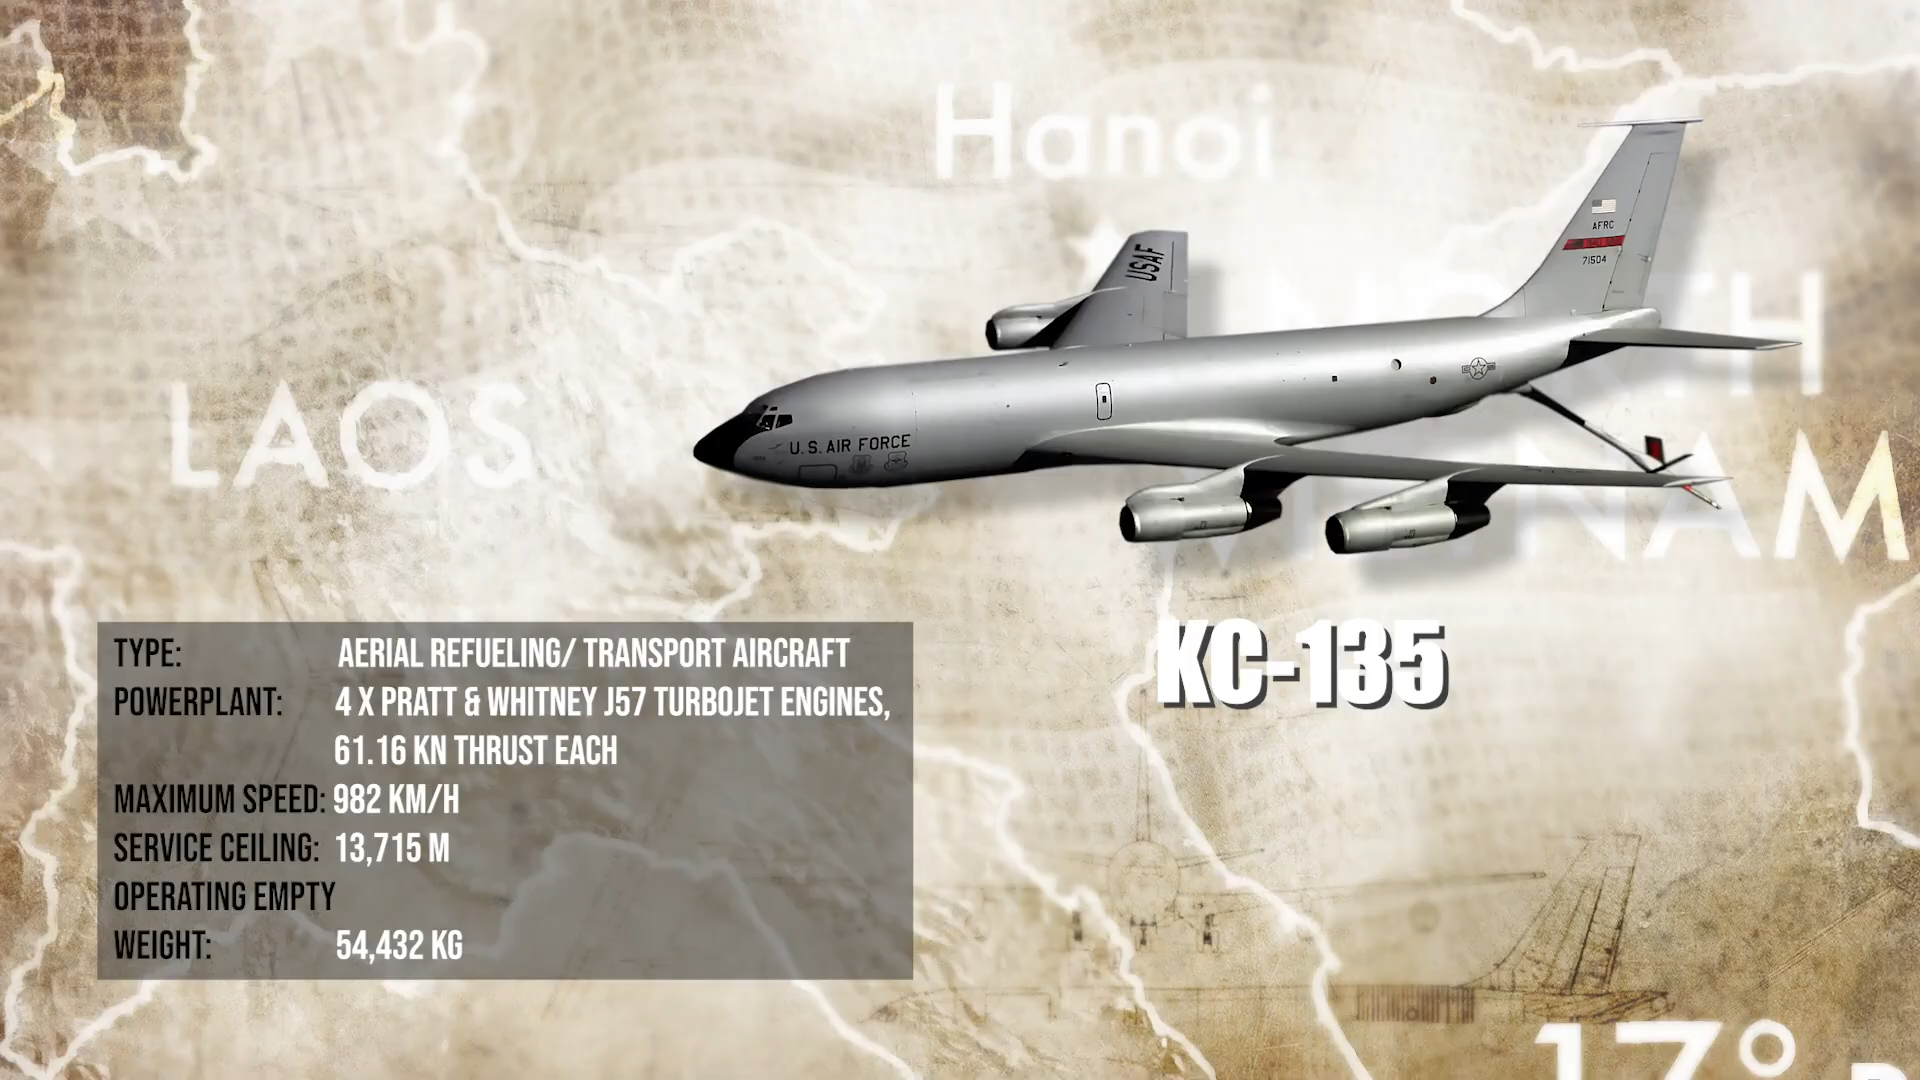 Hanoi
USAF
AFRC
71504
NORTH
LAOS
U.S. AIR FORCE
VIETNAM
KC-135
TYPE: AERIAL REFUELING/ TRANSPORT AIRCRAFT
POWERPLANT: 4 X PRATT & WHITNEY J57 TURBOJET ENGINES,
61.16 KN THRUST EACH
MAXIMUM SPEED: 982 KM/H
SERVICE CEILING: 13,715 M
OPERATING EMPTY
WEIGHT: 54,432 KG
17°